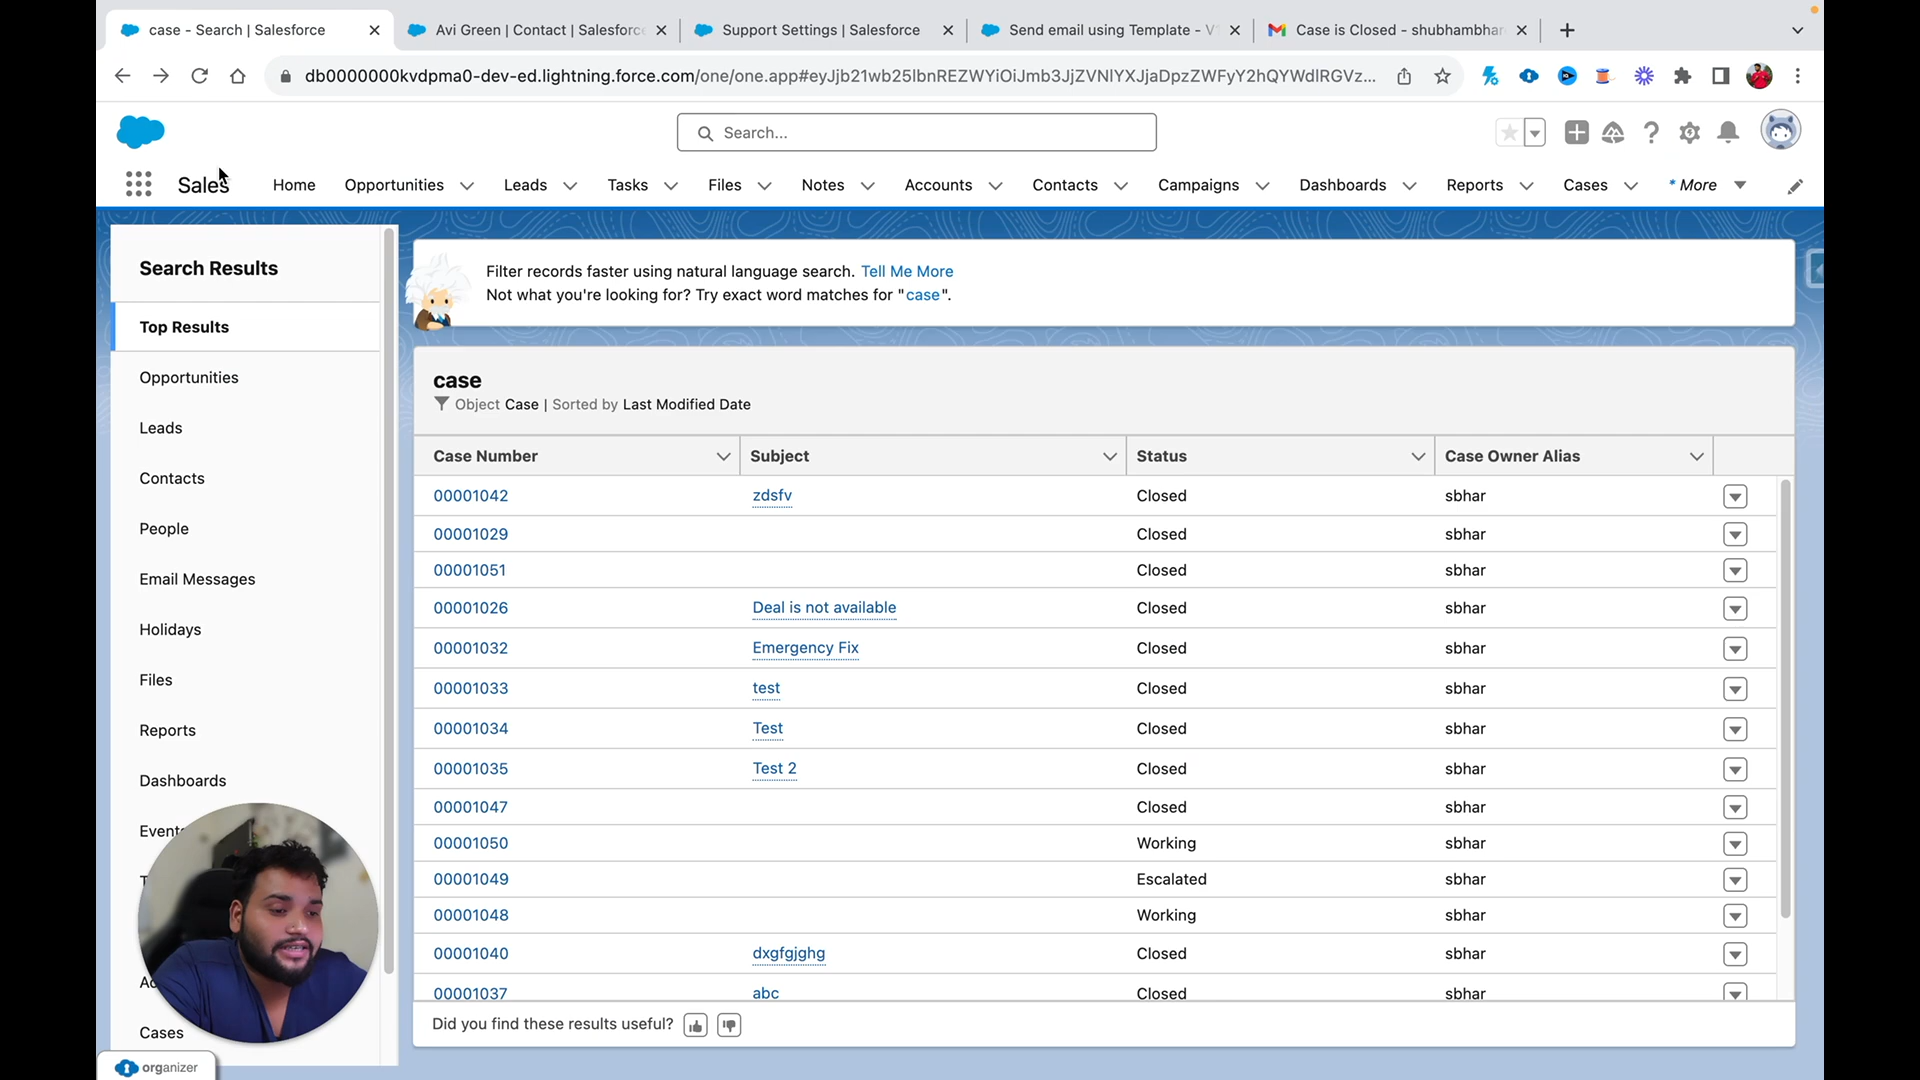 case - Search | Salesforce
Avi Green | Contact | Salesforce
Support Settings | Salesforce
Send email using Template - V
Case is Closed - shubhambhar
db0000000kvdpma0-dev-ed.lightning.force.com/one/one.app#eyJjb21wb25lbnREZWYiOiJmb3JjZVNlYXJjaDpzZWFyY2hQYWdlRGVz...
Search...
Sales
Home
Opportunities
Leads
Tasks
Files
Notes
Accounts
Contacts
Campaigns
Dashboards
Reports
Cases
* More
Search Results
Top Results
Opportunities
Leads
Contacts
People
Email Messages
Holidays
Files
Reports
Dashboards
Cases
organizer
Filter records faster using natural language search. Tell Me More
Not what you're looking for? Try exact word matches for "case".
case
Object Case | Sorted by Last Modified Date
Case Number Subject Status Case Owner Alias
00001042 zdsfv Closed sbhar
00001029 Closed sbhar
00001051 Closed sbhar
00001026 Deal is not available Closed sbhar
00001032 Emergency Fix Closed sbhar
00001033 test Closed sbhar
00001034 Test Closed sbhar
00001035 Test 2 Closed sbhar
00001047 Closed sbhar
00001050 Working sbhar
00001049 Escalated sbhar
00001048 Working sbhar
00001040 dxgfgjghg Closed sbhar
00001037 abc Closed sbhar
Did you find these results useful?